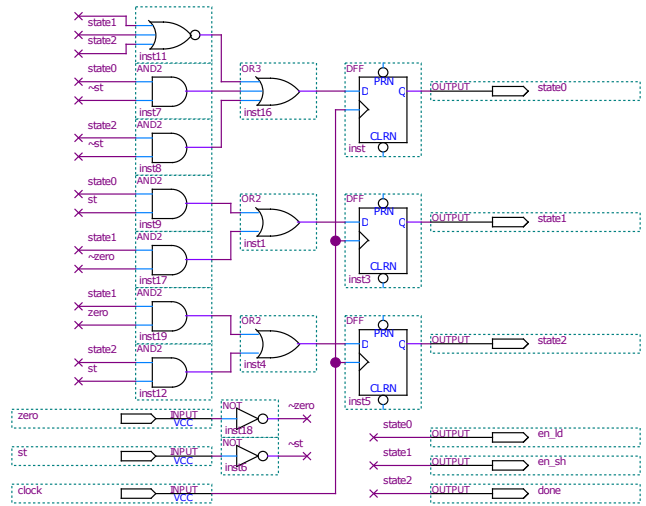 state1
state2
inst11
state0
AND2
~st
inst7
OR3
inst16
DFF
PRN
D
Q
CLRN
inst
OUTPUT
state0
state2
AND2
~st
inst8
state0
AND2
st
inst9
OR2
inst1
DFF
PRN
D
Q
CLRN
inst3
OUTPUT
state1
state1
AND2
~zero
inst17
state1
AND2
zero
inst19
OR2
inst4
DFF
PRN
D
Q
CLRN
inst5
OUTPUT
state2
state2
AND2
st
inst12
zero
INPUT
VCC
NOT
inst18
~zero
st
INPUT
VCC
NOT
inst6
~st
clock
INPUT
VCC
state0
OUTPUT
en_ld
state1
OUTPUT
en_sh
state2
OUTPUT
done